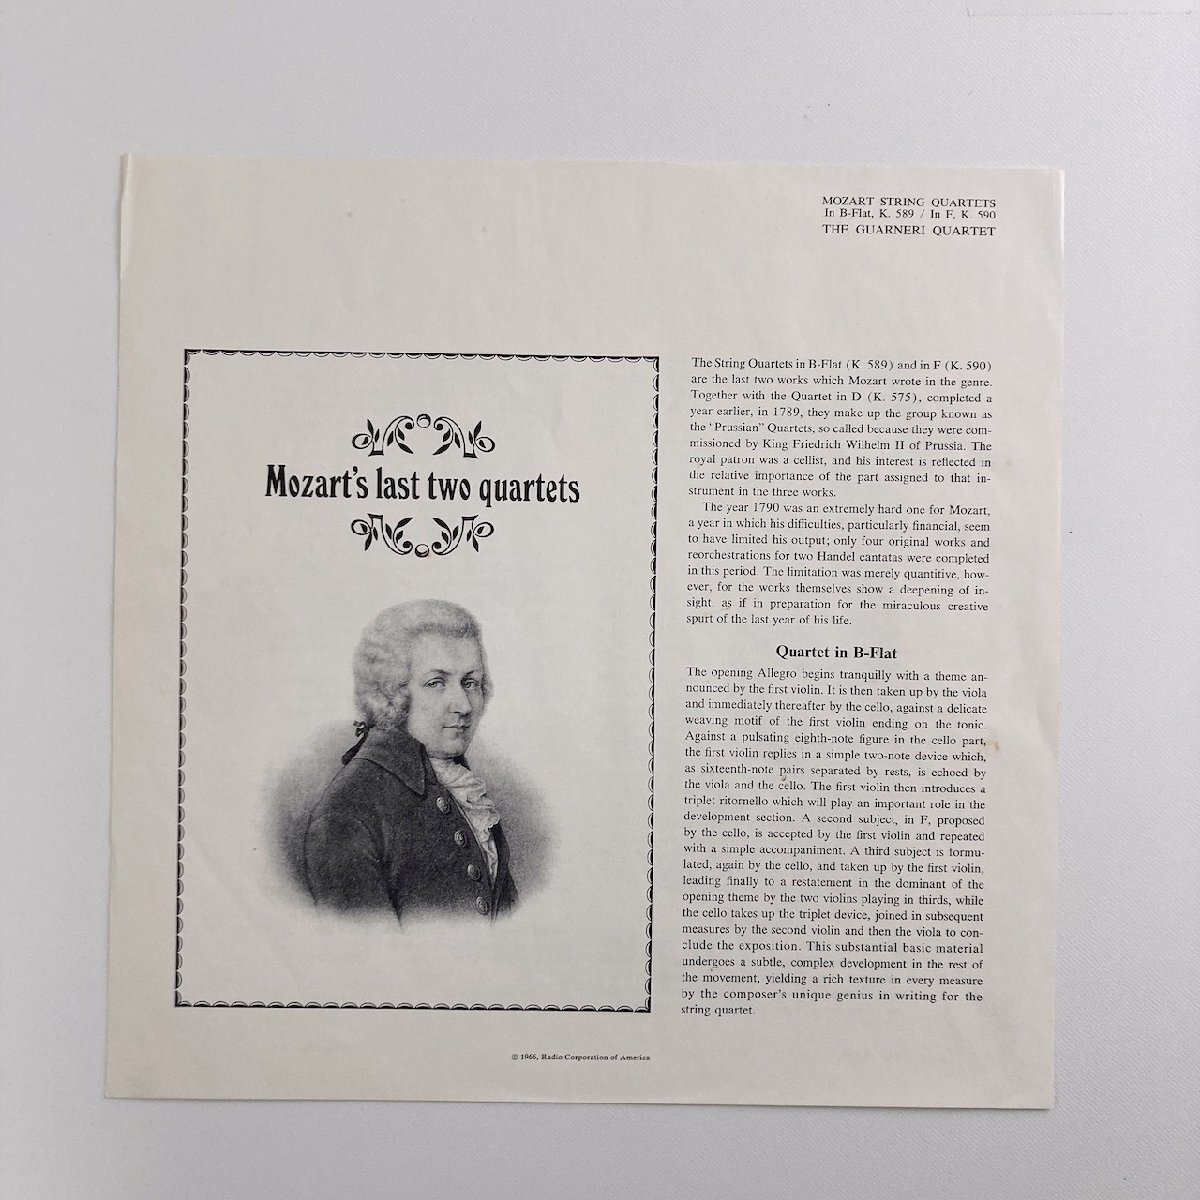 MOZART STRING QUARTETS
In B-Flat, K. 589 / In F, K. 590
THE GUARNERI QUARTET
Mozart's last two quartets
The String Quartets in B-Flat (K 589) and in F (K. 590)
are the last two works which Mozart wrote in the genre.
Together with the Quartet in D (K. 575), completed a
year earlier, in 1789, they make up the group known as
the "Prussian" Quartets, so called because they were com-
missioned by King Friedrich Wilhelm II of Prussia. The
royal patron was a cellist, and his interest is reflected in
the relative importance of the part assigned to that in-
strument in the three works.
The year 1790 was an extremely hard one for Mozart,
a year in which his difficulties, particularly financial, seem
to have limited his output; only four original works and
reorchestrations for two Handel cantatas were completed
in this period. The limitation was merely quantitive, how-
ever, for the works themselves show a deepening of in-
sight, as if in preparation for the miraculous creative
spurt of the last year of his life.
Quartet in B-Flat
The opening Allegro begins tranquilly with a theme an-
nounced by the first violin. It is then taken up by the viola
and immediately thereafter by the cello, against a delicate
weaving motif of the first violin ending on the tonic.
Against a pulsating eighth-note figure in the cello part,
the first violin replies in a simple two-note device which,
as sixteenth-note pairs separated by rests, is echoed by
the viola and the cello. The first violin then introduces a
triplet ritornello which will play an important role in the
development section. A second subject, in F, proposed
by the cello, is accepted by the first violin and repeated
with a simple accompaniment. A third subject is formu-
lated, again by the cello, and taken up by the first violin,
leading finally to a restatement in the dominant of the
opening theme by the two violins playing in thirds, while
the cello takes up the triplet device, joined in subsequent
measures by the second violin and then the viola to con-
clude the exposition. This substantial basic material
undergoes a subtle, complex development in the rest of
the movement, yielding a rich texture in every measure
by the composer's unique genius in writing for the
string quartet.
© 1966, Radio Corporation of America